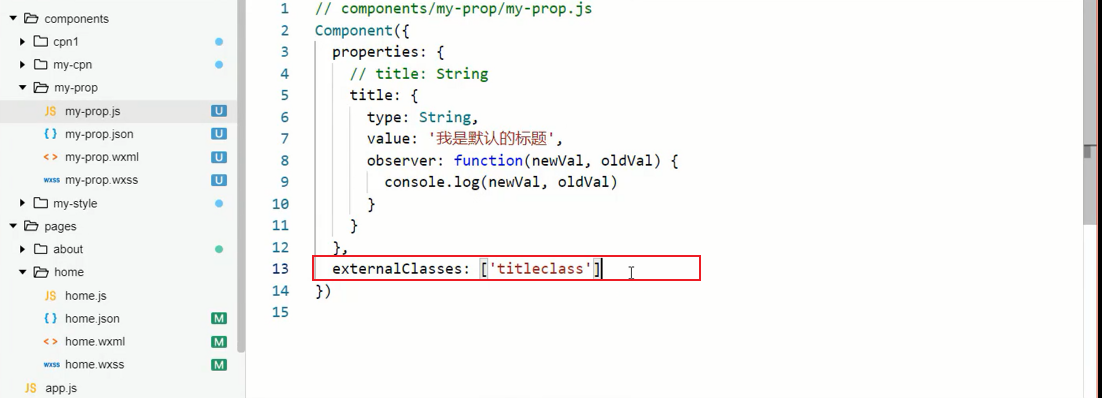 components
cpn1
my-cpn
my-prop
JS my-prop.js U
{ } my-prop.json U
< > my-prop.wxml U
wxss my-prop.wxss U
my-style
pages
about
home
JS home.js
{ } home.json M
< > home.wxml M
wxss home.wxss M
JS app.js
1 // components/my-prop/my-prop.js
2 Component({
3 properties: {
4 // title: String
5 title: {
6 type: String,
7 value: '我是默认的标题',
8 observer: function(newVal, oldVal) {
9 console.log(newVal, oldVal)
10 }
11 }
12 },
13 externalClasses: ['titleclass']
14 })
15